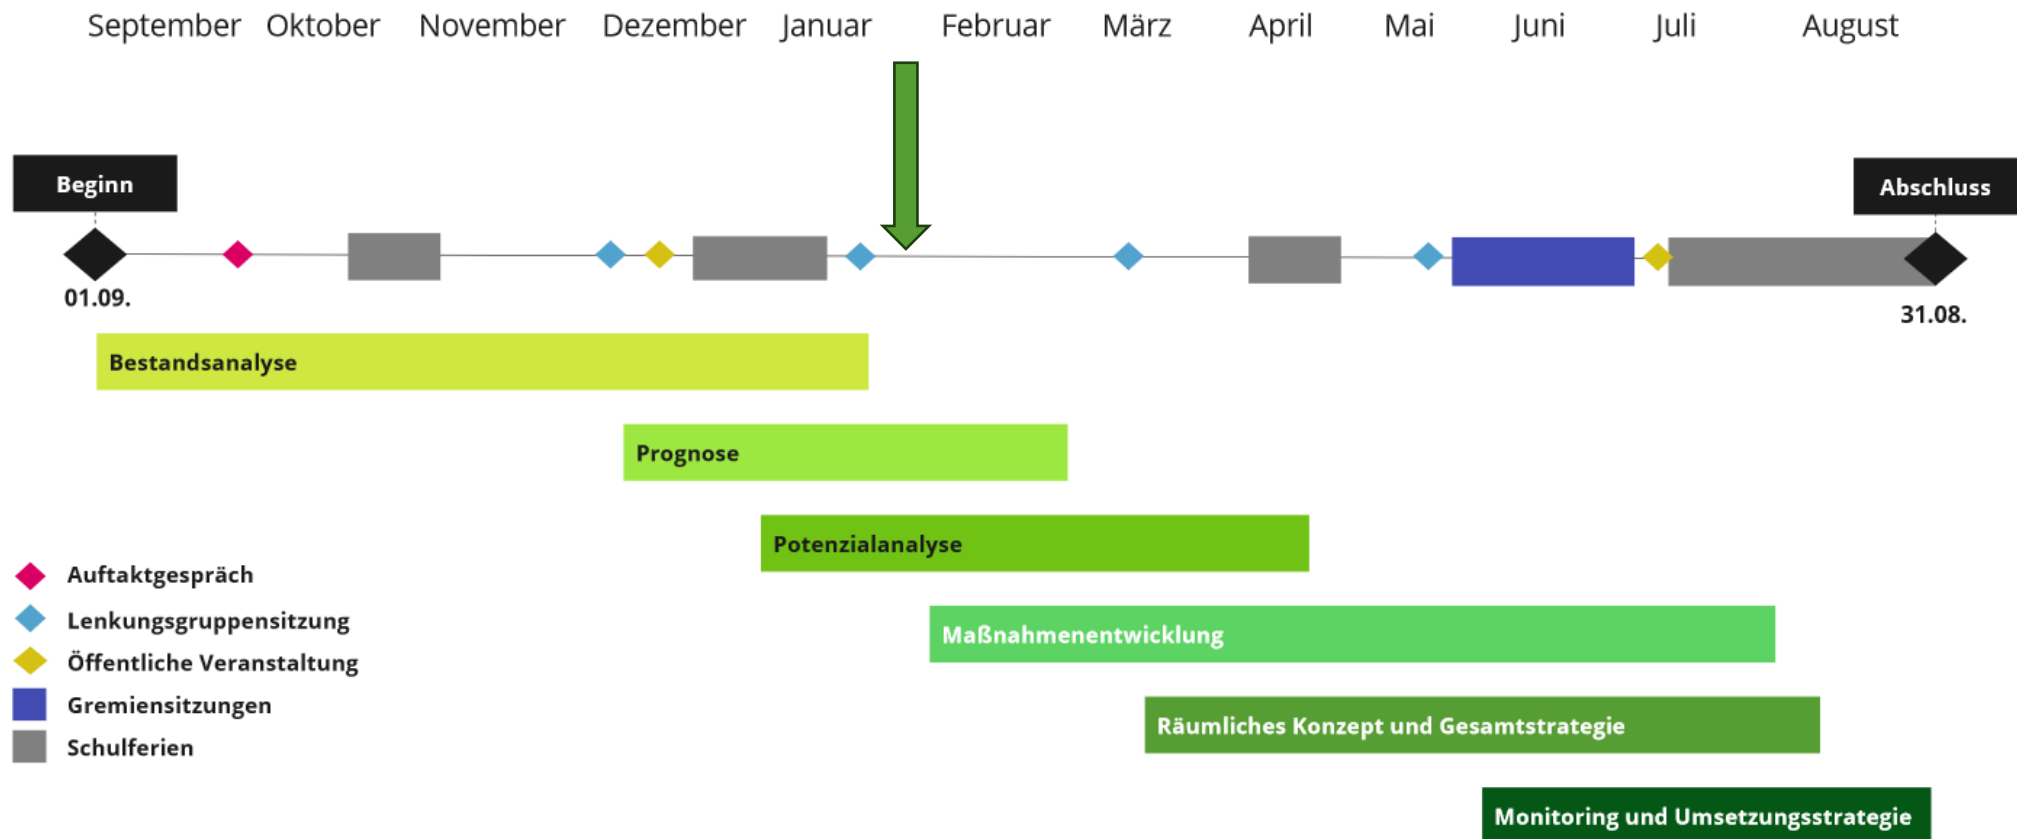 September Oktober November Dezember Januar Februar März April Mai Juni Juli August
Beginn
Abschluss
01.09.
31.08.
Bestandsanalyse
Prognose
Potenzialanalyse
Maßnahmenentwicklung
Räumliches Konzept und Gesamtstrategie
Monitoring und Umsetzungsstrategie
Auftaktgespräch
Lenkungsgruppensitzung
Öffentliche Veranstaltung
Gremiensitzungen
Schulferien